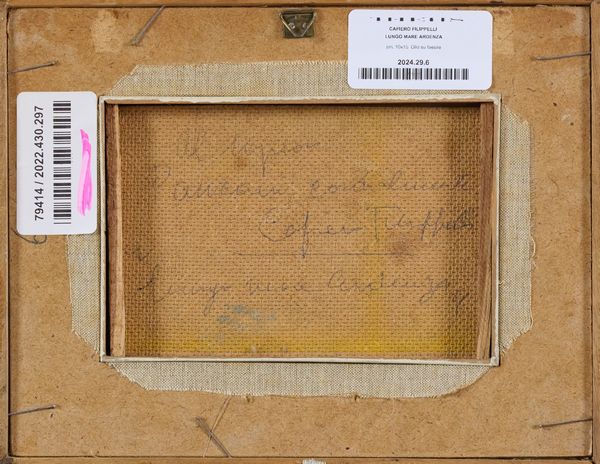 CAFIERO FILIPPELLI
LUNGO MARE ARDENZA
cm. 10x15 Olio su faesite
2024.29.6
79414 / 2022.430.297
Al Signor
cordialmente
Cafiero Filippelli
Lungo mare Ardenza